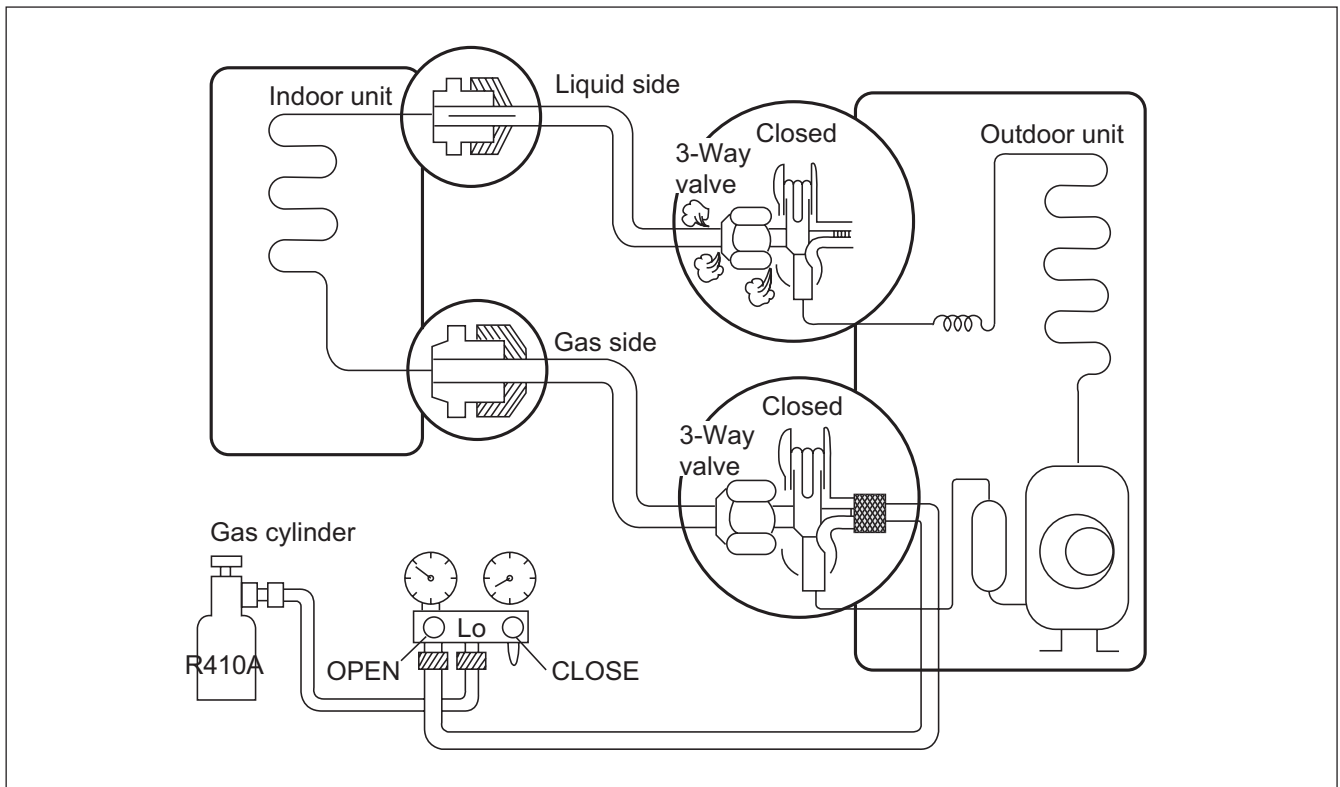 Indoor unit
Liquid side
Closed
3-Way
valve
Outdoor unit
Gas side
Closed
3-Way
valve
Gas cylinder
R410A
Lo
OPEN
CLOSE